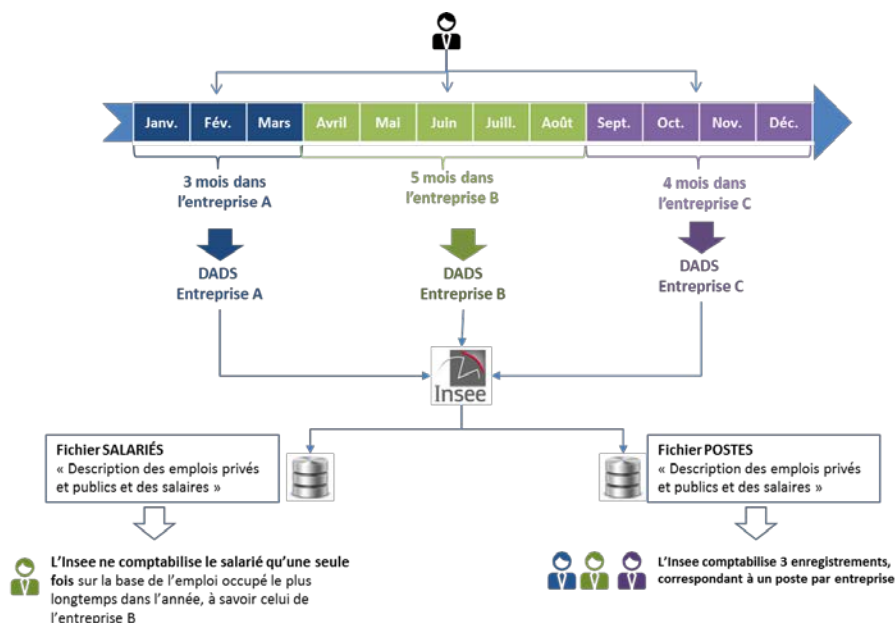 Janv. Fév. Mars Avril Mai Juin Juill. Août Sept. Oct. Nov. Déc.
3 mois dans
l'entreprise A
5 mois dans
l'entreprise B
4 mois dans
l'entreprise C
DADS
Entreprise A
DADS
Entreprise B
DADS
Entreprise C
Insee
Fichier SALARIÉS
« Description des emplois privés
et publics et des salaires »
Fichier POSTES
« Description des emplois privés
et publics et des salaires »
L'Insee ne comptabilise le salarié qu'une seule
fois sur la base de l'emploi occupé le plus
longtemps dans l'année, à savoir celui de
l'entreprise B
L'Insee comptabilise 3 enregistrements,
correspondant à un poste par entreprise